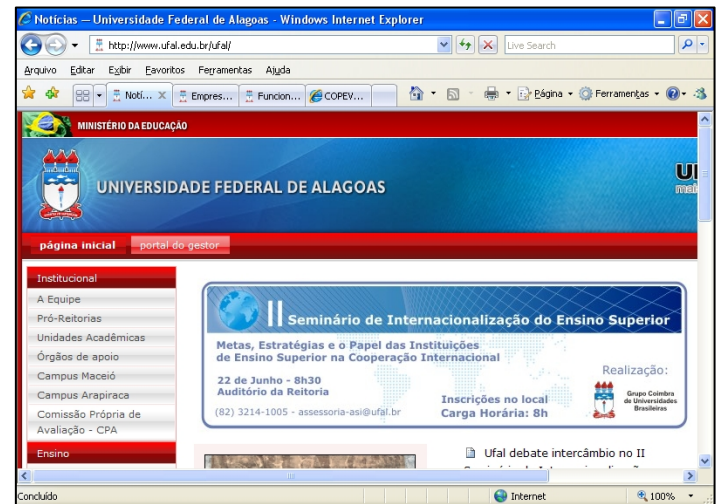 Notícias — Universidade Federal de Alagoas - Windows Internet Explorer
http://www.ufal.edu.br/ufal/
Live Search
Arquivo Editar Exibir Favoritos Ferramentas Ajuda
Notí... Empres... Funcion... COPEV... Página Ferramentas
MINISTÉRIO DA EDUCAÇÃO
UNIVERSIDADE FEDERAL DE ALAGOAS
página inicial portal do gestor
Institucional
A Equipe
Pró-Reitorias
Unidades Acadêmicas
Órgãos de apoio
Campus Maceió
Campus Arapiraca
Comissão Própria de
Avaliação - CPA
Ensino
II Seminário de Internacionalização do Ensino Superior
Metas, Estratégias e o Papel das Instituições
de Ensino Superior na Cooperação Internacional
22 de Junho - 8h30
Auditório da Reitoria
(82) 3214-1005 - assessoria-asi@ufal.br
Inscrições no local
Carga Horária: 8h
Realização:
Grupo Coimbra
de Universidades
Brasileiras
Ufal debate intercâmbio no II
Concluído
Internet
100%